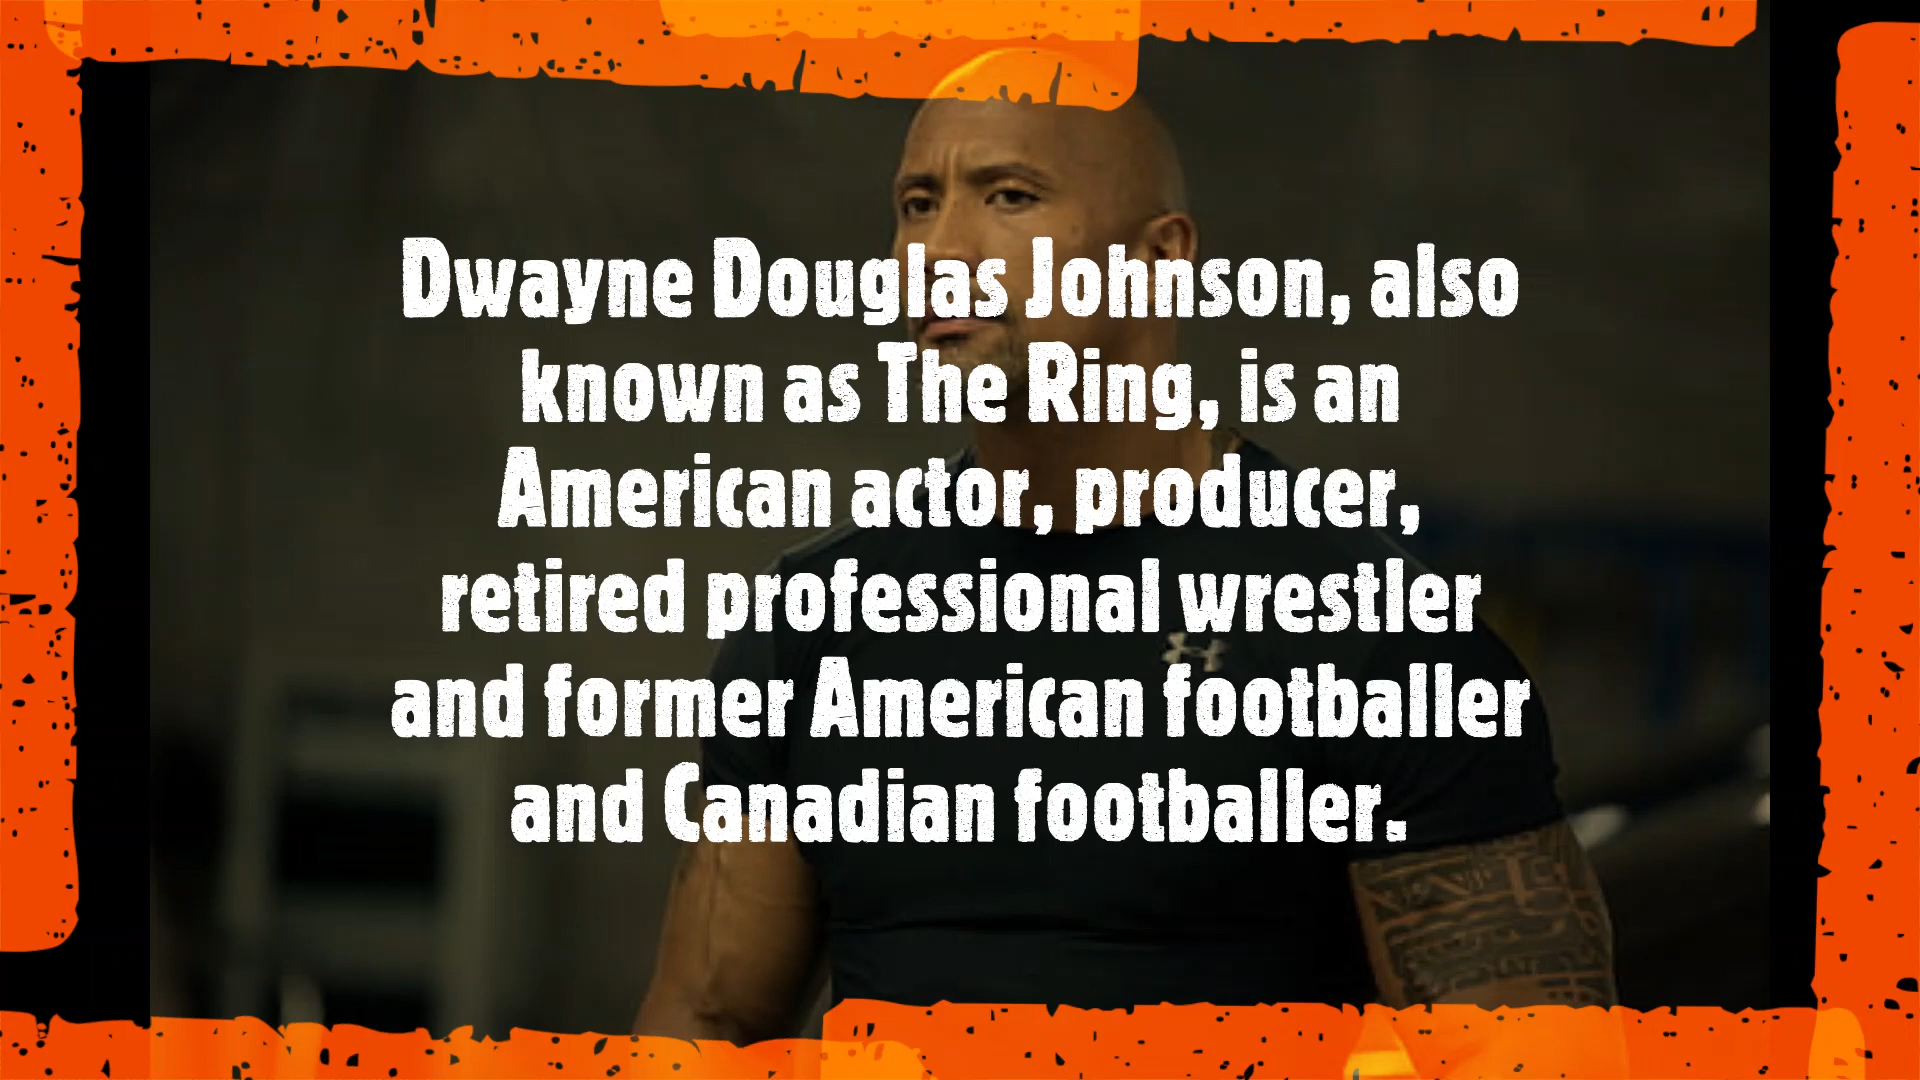 Dwayne Douglas Johnson, also
known as The Ring, is an
American actor, producer,
retired professional wrestler
and former American footballer
and Canadian footballer.